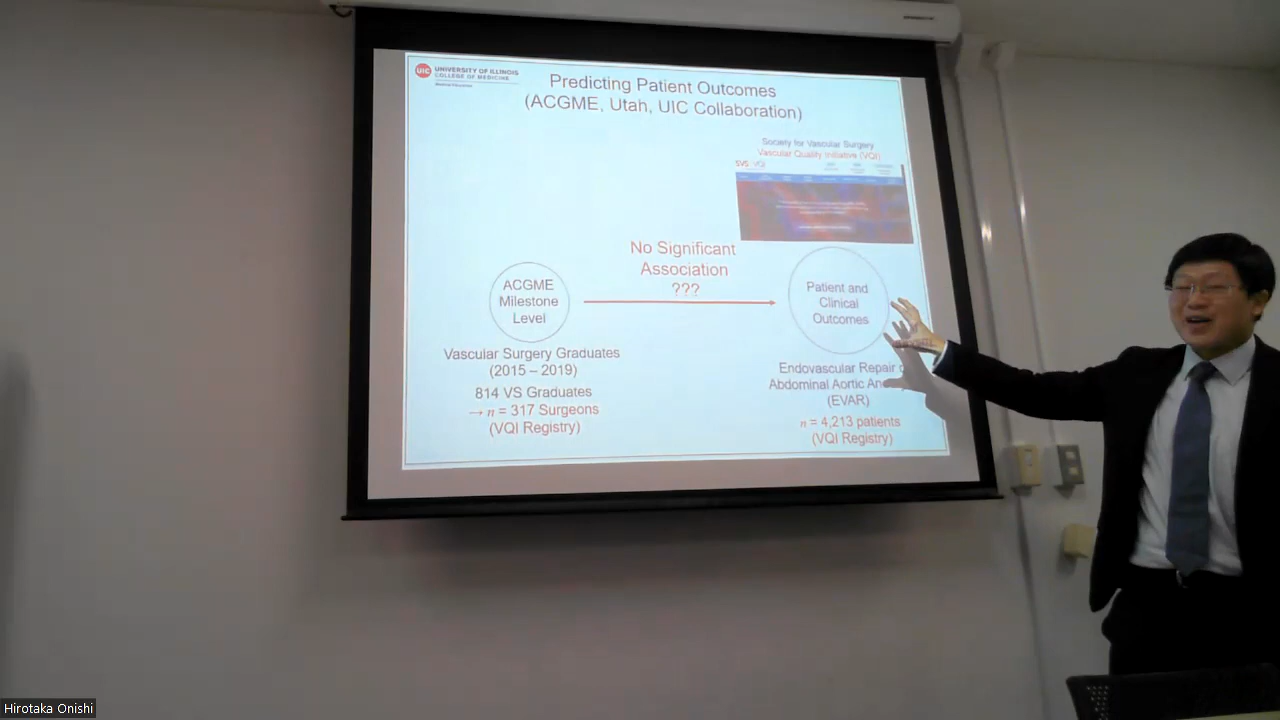 UIC
UNIVERSITY OF ILLINOIS
COLLEGE OF MEDICINE
Predicting Patient Outcomes
(ACGME, Utah, UIC Collaboration)
Society for Vascular Surgery
Vascular Quality Initiative (VQI)
SVS VQI
No Significant
Association
???
ACGME
Milestone
Level
Patient and
Clinical
Outcomes
Vascular Surgery Graduates
(2015 – 2019)
814 VS Graduates
→ n = 317 Surgeons
(VQI Registry)
Endovascular Repair
Abdominal Aortic
(EVAR)
n = 4,213 patients
(VQI Registry)
Hirotaka Onishi